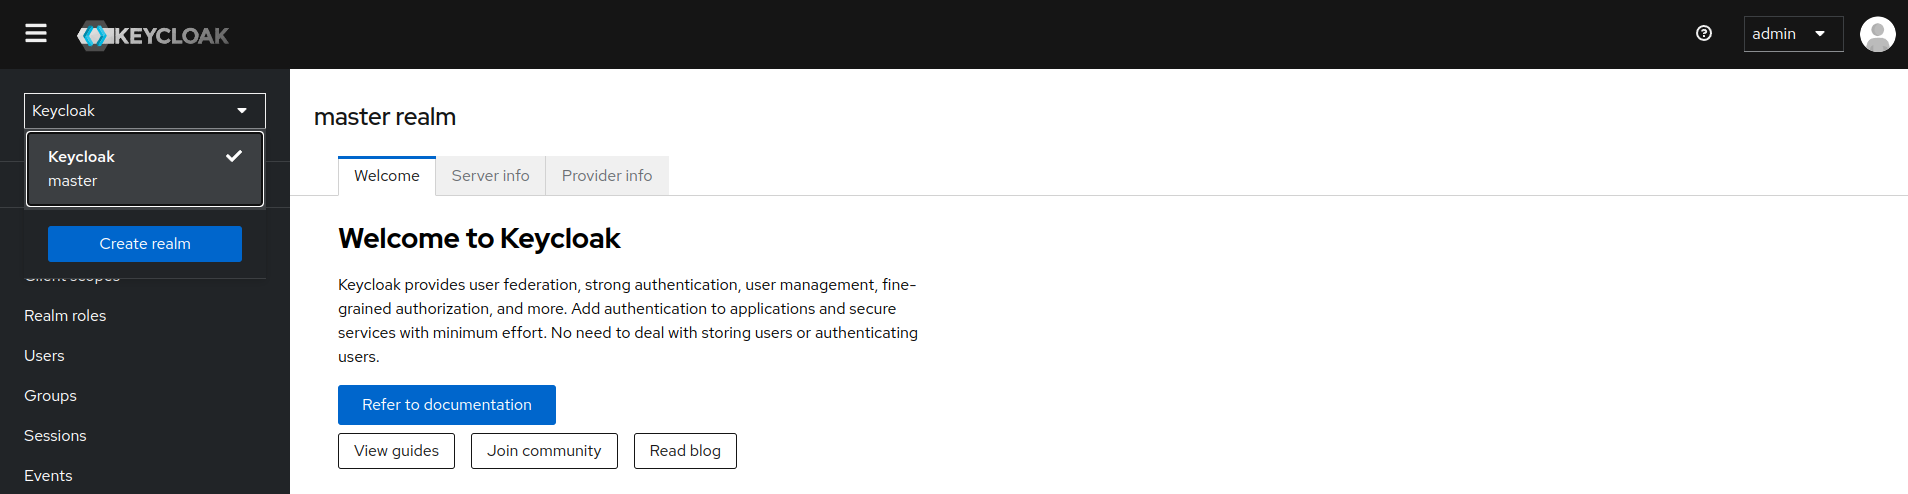 KEYCLOAK
admin
Keycloak
Keycloak
master
Create realm
Client scopes
Realm roles
Users
Groups
Sessions
Events
master realm
Welcome
Server info
Provider info
Welcome to Keycloak
Keycloak provides user federation, strong authentication, user management, fine-
grained authorization, and more. Add authentication to applications and secure
services with minimum effort. No need to deal with storing users or authenticating
users.
Refer to documentation
View guides
Join community
Read blog